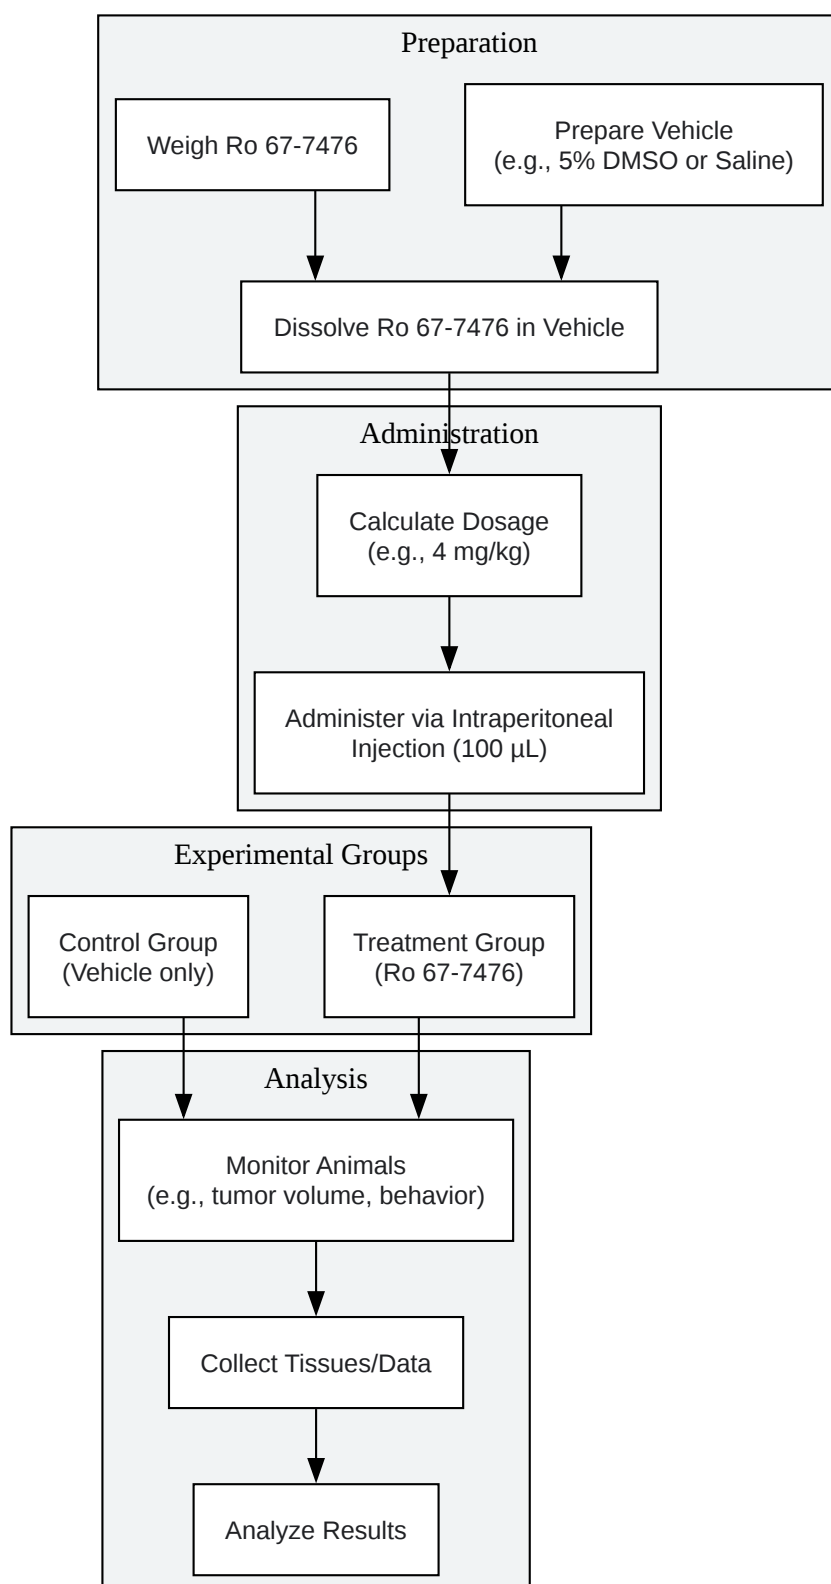 Preparation
Weigh Ro 67-7476
Prepare Vehicle
(e.g., 5% DMSO or Saline)
Dissolve Ro 67-7476 in Vehicle
Administration
Calculate Dosage
(e.g., 4 mg/kg)
Administer via Intraperitoneal
Injection (100 µL)
Experimental Groups
Control Group
(Vehicle only)
Treatment Group
(Ro 67-7476)
Analysis
Monitor Animals
(e.g., tumor volume, behavior)
Collect Tissues/Data
Analyze Results